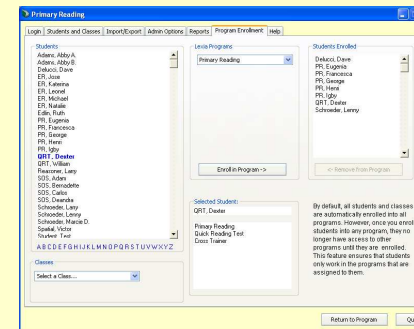 Primary Reading
Login Students and Classes Import/Export Admin Options Reports Program Enrollment Help
Students
Adams, Abby A.
Adams, Abby B.
Delucci, Dave
ER, Jose
ER, Katerina
ER, Leonel
ER, Michael
ER, Natalie
Edlin, Ruth
PR, Eugenia
PR, Francesca
PR, George
PR, Henri
PR, Igby
QRT, Dexter
QRT, William
Reazoner, Larry
SOS, Adam
SOS, Bernadette
SOS, Carlos
SOS, Deandra
Schroeder, Larry
Schroeder, Lenny
Schroeder, Marcie D.
Spatial, Victor
Student, Test
A B C D E F G H I J K L M N O P Q R S T U V W X Y Z
Classes
Select a Class...
Lexia Programs
Primary Reading
Enroll in Program ->
Selected Student:
QRT, Dexter
Primary Reading
Quick Reading Test
Cross Trainer
Students Enrolled
Delucci, Dave
PR, Eugenia
PR, Francesca
PR, George
PR, Henri
PR, Igby
QRT, Dexter
Schroeder, Lenny
<- Remove from Program
By default, all students and classes
are automatically enrolled into all
programs. However, once you enroll
students into any program, they no
longer have access to other
programs until they are enrolled.
This feature ensures that students
only work in the programs that are
assigned to them.
Return to Program
Qu